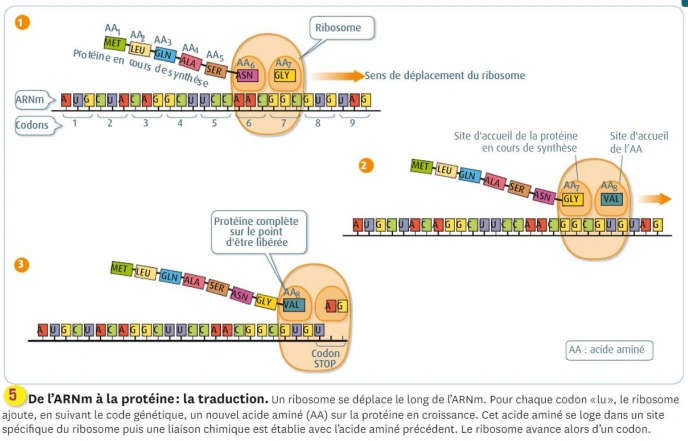 1
Ribosome
AA1 AA2 AA3 AA4 AA5 AA6 AA7
MET LEU GLN ALA SER ASN GLY
Protéine en cours de synthèse
Sens de déplacement du ribosome
ARNm
A U G C U A C A G G C U U C C A A C G G C G U G U A G
Codons
1 2 3 4 5 6 7 8 9
2
Site d'accueil de la protéine
en cours de synthèse
Site d'accueil
de l'AA
AA7 AA8
MET LEU GLN ALA SER ASN GLY VAL
A U G C U A C A G G C U U C C A A C G G C G U G U A G
Protéine complète
sur le point
d'être libérée
3
AA8
MET LEU GLN ALA SER ASN GLY VAL
A G
A U G C U A C A G G C U U C C A A C G G C G U G U
Codon
STOP
AA : acide aminé
5 De l'ARNm à la protéine : la traduction. Un ribosome se déplace le long de l'ARNm. Pour chaque codon « lu », le ribosome
ajoute, en suivant le code génétique, un nouvel acide aminé (AA) sur la protéine en croissance. Cet acide aminé se loge dans un site
spécifique du ribosome puis une liaison chimique est établie avec l'acide aminé précédent. Le ribosome avance alors d'un codon.